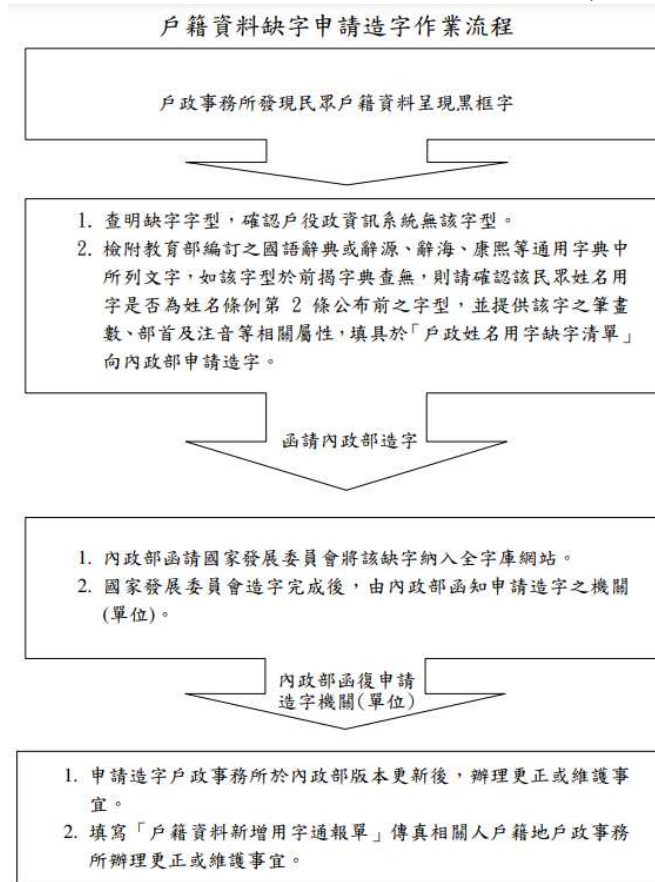 戶籍資料缺字申請造字作業流程
戶政事務所發現民眾戶籍資料呈現黑框字
1. 查明缺字字型，確認戶役政資訊系統無該字型。
2. 檢附教育部編訂之國語辭典或辭源、辭海、康熙等通用字典中
所列文字，如該字型於前揭字典查無，則請確認該民眾姓名用
字是否為姓名條例第 2 條公布前之字型，並提供該字之筆畫
數、部首及注音等相關屬性，填具於「戶政姓名用字缺字清單」
向內政部申請造字。
函請內政部造字
1. 內政部函請國家發展委員會將該缺字納入全字庫網站。
2. 國家發展委員會造字完成後，由內政部函知申請造字之機關
(單位)。
內政部函復申請
造字機關(單位)
1. 申請造字戶政事務所於內政部版本更新後，辦理更正或維護事
宜。
2. 填寫「戶籍資料新增用字通報單」傳真相關人戶籍地戶政事務
所辦理更正或維護事宜。